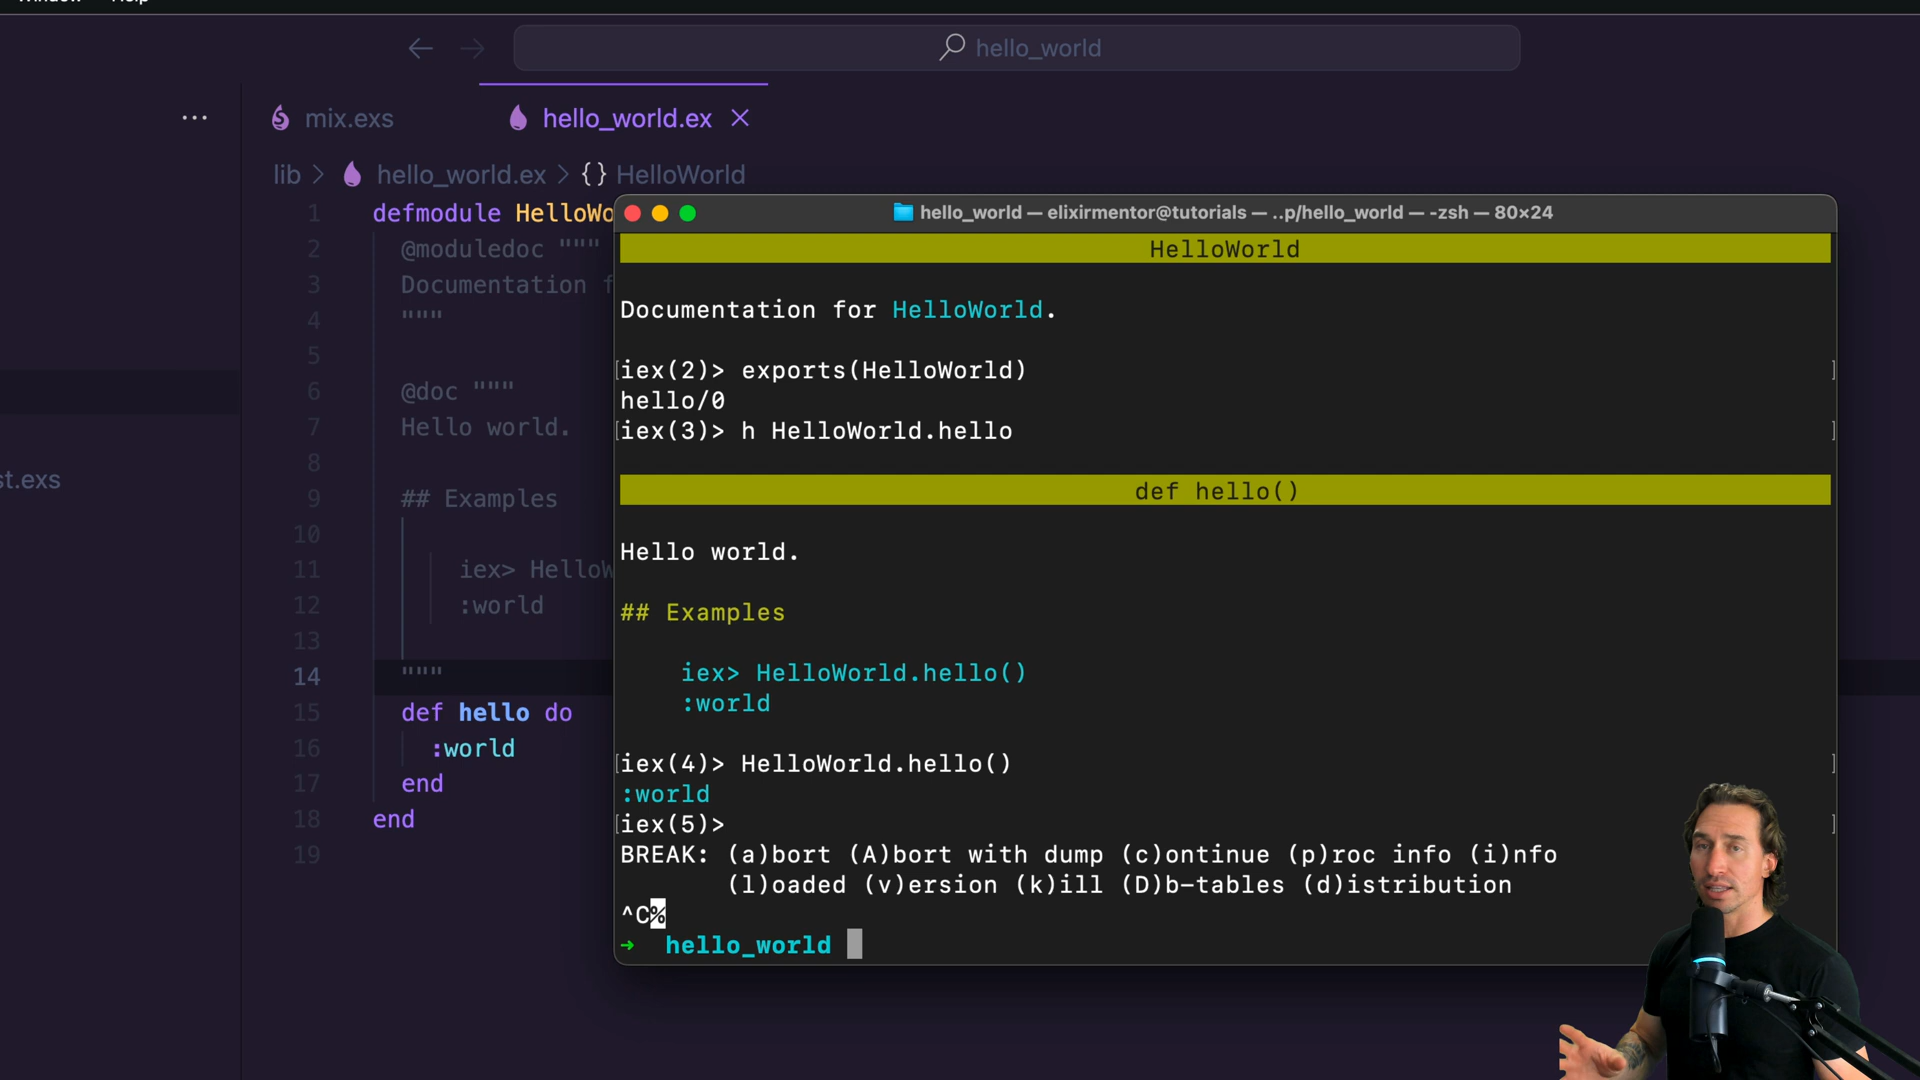 hello_world
mix.exs
hello_world.ex
lib > hello_world.ex > {} HelloWorld
st.exs
1 defmodule HelloWo
2 @moduledoc """
3 Documentation f
4 """
5
6 @doc """
7 Hello world.
8
9 ## Examples
10
11 iex> HelloW
12 :world
13
14 """
15 def hello do
16 :world
17 end
18 end
19
hello_world — elixirmentor@tutorials — ..p/hello_world — -zsh — 80×24
HelloWorld
Documentation for HelloWorld.
[iex(2)> exports(HelloWorld) ]
hello/0
[iex(3)> h HelloWorld.hello ]
def hello()
Hello world.
## Examples
iex> HelloWorld.hello()
:world
[iex(4)> HelloWorld.hello() ]
:world
[iex(5)> ]
BREAK: (a)bort (A)bort with dump (c)ontinue (p)roc info (i)nfo
(l)oaded (v)ersion (k)ill (D)b-tables (d)istribution
^C%
➜ hello_world